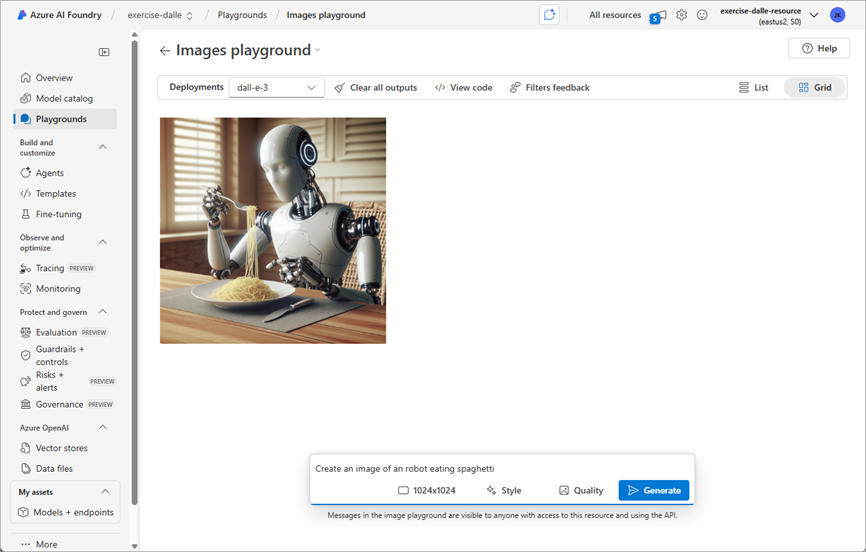 Azure AI Foundry / exercise-dalle / Playgrounds / Images playground
All resources
5
exercise-dalle-resource
(eastus2, S0)
JK
Overview
Model catalog
Playgrounds
Build and
customize
Agents
Templates
Fine-tuning
Observe and
optimize
Tracing PREVIEW
Monitoring
Protect and govern
Evaluation PREVIEW
Guardrails +
controls
Risks +
alerts PREVIEW
Governance PREVIEW
Azure OpenAI
Vector stores
Data files
My assets
Models + endpoints
··· More
Images playground
Help
Deployments dall-e-3 Clear all outputs </> View code Filters feedback List Grid
Create an image of an robot eating spaghetti
1024x1024 Style Quality Generate
Messages in the image playground are visible to anyone with access to this resource and using the API.